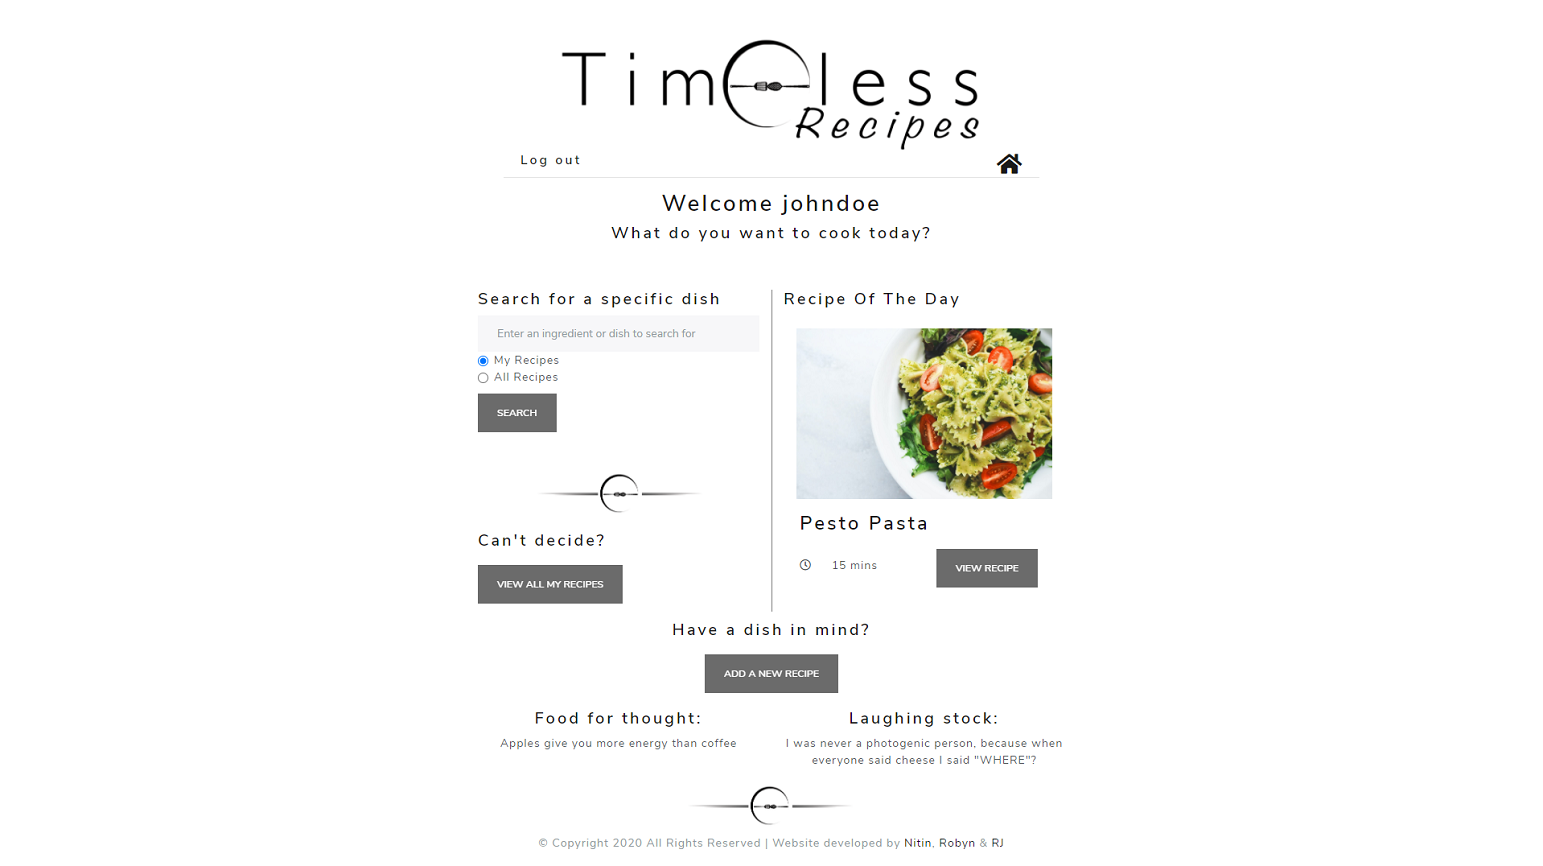 Timeless
Recipes
Log out
Welcome johndoe
What do you want to cook today?
Search for a specific dish
Enter an ingredient or dish to search for
My Recipes
All Recipes
SEARCH
Can't decide?
VIEW ALL MY RECIPES
Recipe Of The Day
Pesto Pasta
15 mins
VIEW RECIPE
Have a dish in mind?
ADD A NEW RECIPE
Food for thought:
Apples give you more energy than coffee
Laughing stock:
I was never a photogenic person, because when
everyone said cheese I said "WHERE"?
© Copyright 2020 All Rights Reserved | Website developed by Nitin, Robyn & RJ